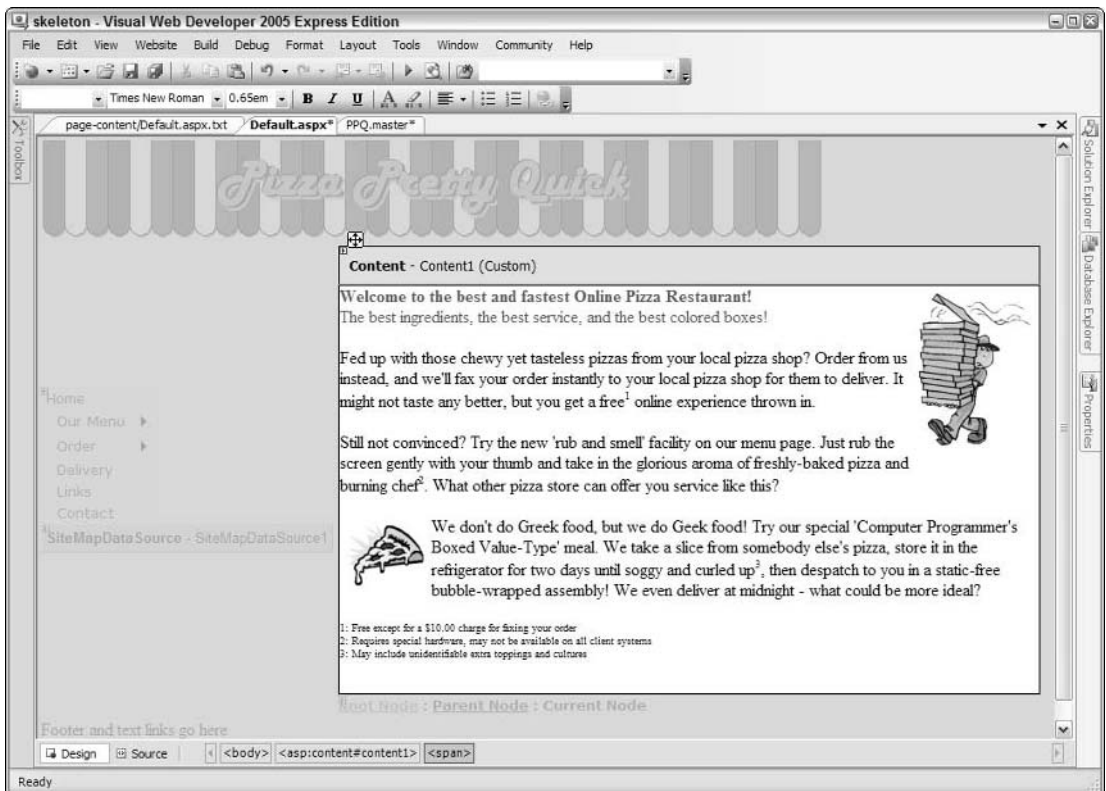 skeleton - Visual Web Developer 2005 Express Edition
File Edit View Website Build Debug Format Layout Tools Window Community Help
Times New Roman 0.65em B I U A
Toolbox
page-content/Default.aspx.txt Default.aspx* PPQ.master*
Solution Explorer
Database Explorer
Properties
Pizza Pretty Quick
Content - Content1 (Custom)
Welcome to the best and fastest Online Pizza Restaurant!
The best ingredients, the best service, and the best colored boxes!
Fed up with those chewy yet tasteless pizzas from your local pizza shop? Order from us
instead, and we'll fax your order instantly to your local pizza shop for them to deliver. It
might not taste any better, but you get a free1 online experience thrown in.
Still not convinced? Try the new 'rub and smell' facility on our menu page. Just rub the
screen gently with your thumb and take in the glorious aroma of freshly-baked pizza and
burning chef2. What other pizza store can offer you service like this?
We don't do Greek food, but we do Geek food! Try our special 'Computer Programmer's
Boxed Value-Type' meal. We take a slice from somebody else's pizza, store it in the
refrigerator for two days until soggy and curled up3, then despatch to you in a static-free
bubble-wrapped assembly! We even deliver at midnight - what could be more ideal?
1: Free except for a $10.00 charge for faxing your order
2: Requires special hardware, may not be available on all client systems
3: May include unidentifiable extra toppings and cultures
Home
Our Menu
Order
Delivery
Links
Contact
SiteMapDataSource - SiteMapDataSource1
Root Node : Parent Node : Current Node
Footer and text links go here
Design Source <body> <asp:content#content1> <span>
Ready